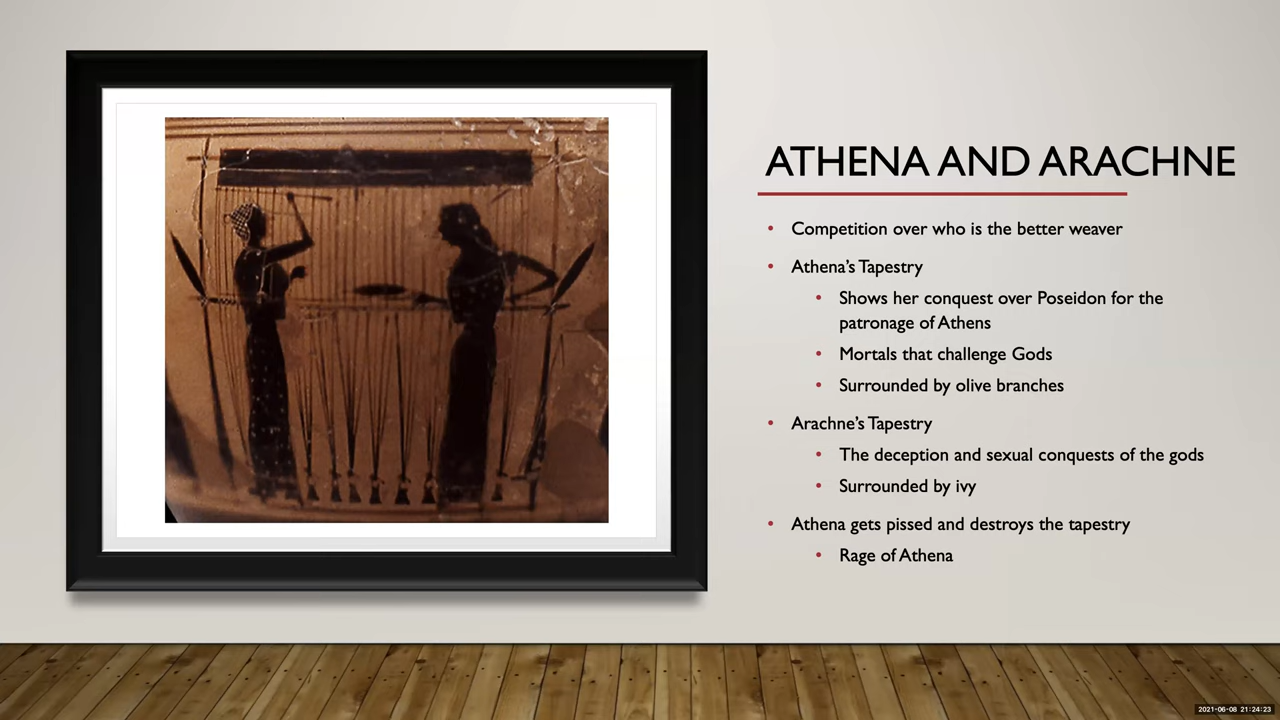 ATHENA AND ARACHNE
• Competition over who is the better weaver
• Athena's Tapestry
• Shows her conquest over Poseidon for the
patronage of Athens
• Mortals that challenge Gods
• Surrounded by olive branches
• Arachne's Tapestry
• The deception and sexual conquests of the gods
• Surrounded by ivy
• Athena gets pissed and destroys the tapestry
• Rage of Athena
2021-06-08 21:24:23